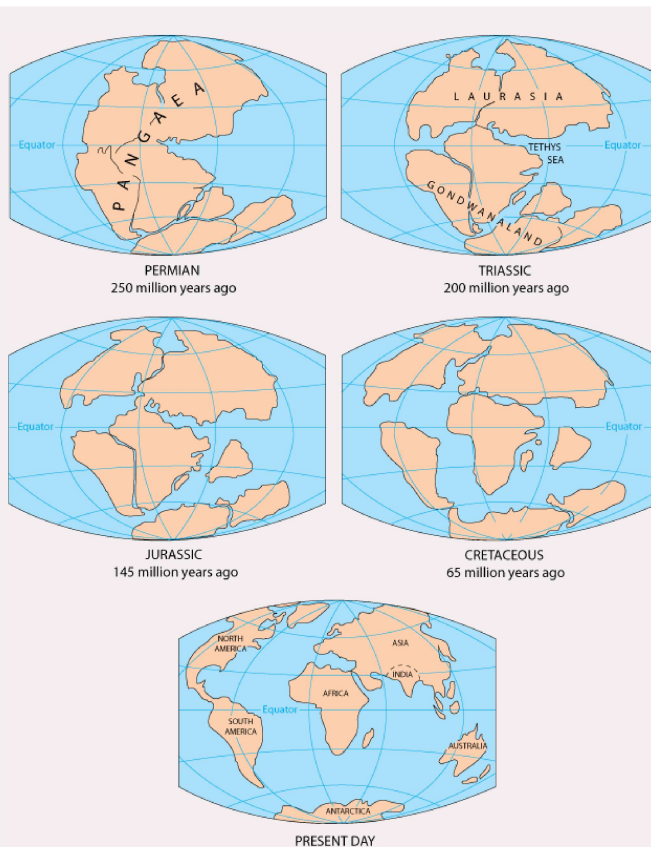 PANGAEA
Equator
PERMIAN
250 million years ago
LAURASIA
TETHYS
SEA
Equator
GONDWANALAND
TRIASSIC
200 million years ago
Equator
JURASSIC
145 million years ago
Equator
CRETACEOUS
65 million years ago
NORTH
AMERICA
ASIA
INDIA
AFRICA
Equator
SOUTH
AMERICA
AUSTRALIA
ANTARCTICA
PRESENT DAY